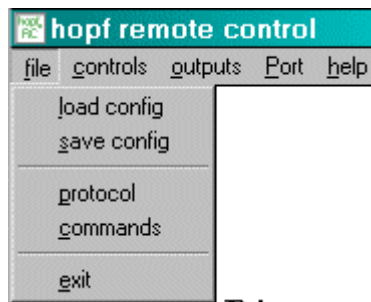 hopf remote control
file controls outputs Port help
load config
save config
protocol
commands
exit